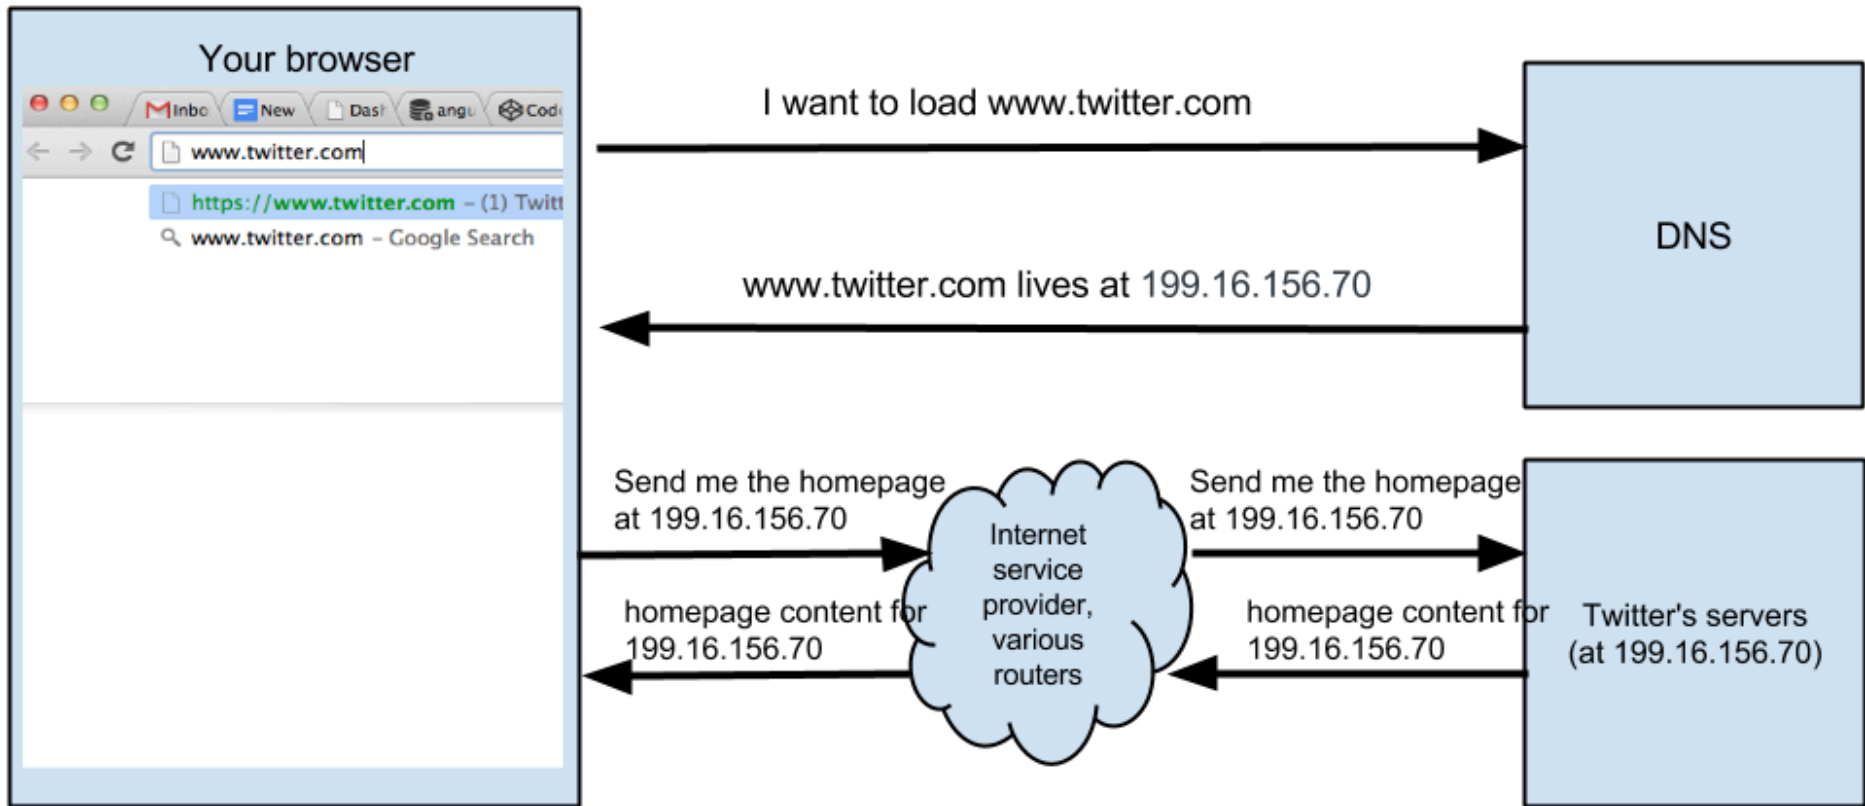 Your browser
Inbo New Dash angu Code
www.twitter.com
https://www.twitter.com – (1) Twitt
www.twitter.com – Google Search
I want to load www.twitter.com
www.twitter.com lives at 199.16.156.70
DNS
Send me the homepage
at 199.16.156.70
homepage content for
199.16.156.70
Internet
service
provider,
various
routers
Send me the homepage
at 199.16.156.70
homepage content for
199.16.156.70
Twitter's servers
(at 199.16.156.70)